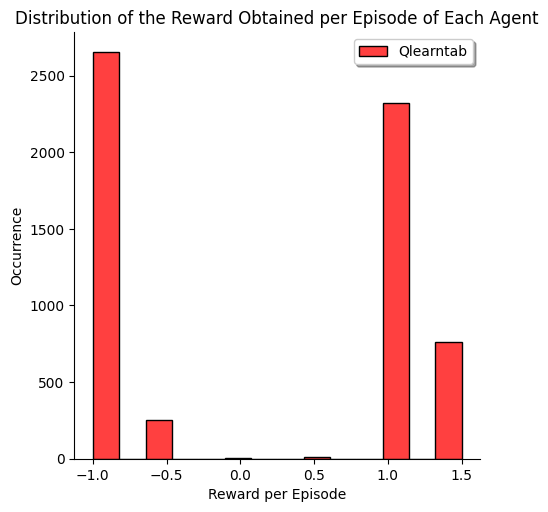 Distribution of the Reward Obtained per Episode of Each Agent
Qlearntab
2500
2000
1500
1000
500
0
Occurrence
−1.0 −0.5 0.0 0.5 1.0 1.5
Reward per Episode